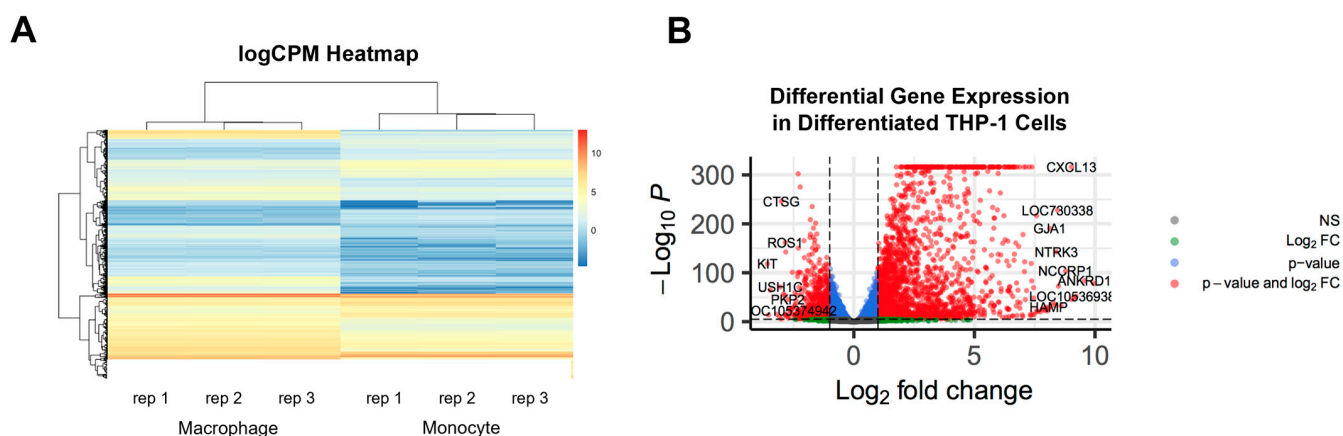 A
logCPM Heatmap
10
5
0
rep 1 rep 2 rep 3 rep 1 rep 2 rep 3
Macrophage Monocyte
B
Differential Gene Expression
in Differentiated THP-1 Cells
300
200
100
0
−Log10 P
CXCL13
CTSG
LOC730338
GJA1
ROS1
NTRK3
KIT
NCCRP1
ANKRD1
USH1C
LOC10536938
PKP2
HAMP
OC105374942
0 5 10
Log2 fold change
NS
Log2 FC
p−value
p − value and log2 FC